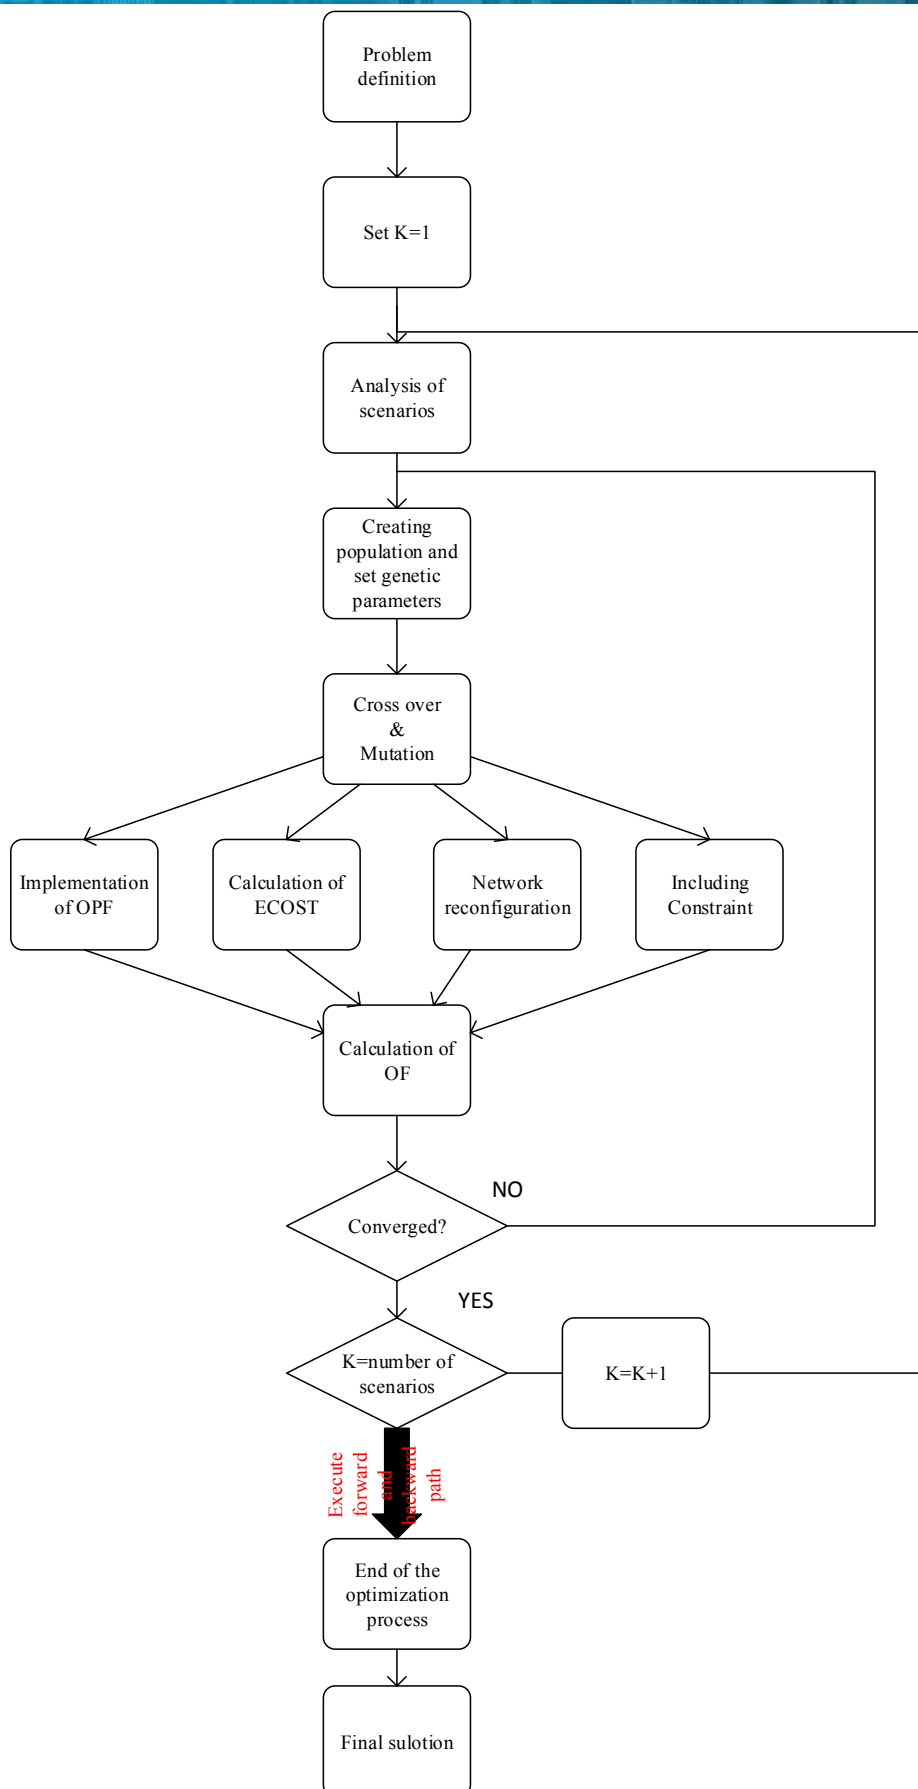 Problem
definition
Set K=1
Analysis of
scenarios
Creating
population and
set genetic
parameters
Cross over
&
Mutation
Implementation
of OPF
Calculation of
ECOST
Network
reconfiguration
Including
Constraint
Calculation of
OF
Converged?
NO
YES
K=number of
scenarios
K=K+1
Execute
forward
and
backward
path
End of the
optimization
process
Final sulotion